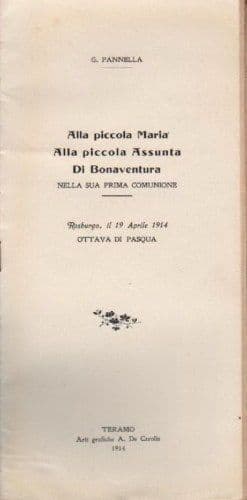 G. PANNELLA
Alla piccola Maria
Alla piccola Assunta
Di Bonaventura
NELLA SUA PRIMA COMUNIONE
Rosburgo, il 19 Aprile 1914
OTTAVA DI PASQUA
TERAMO
Arti grafiche A. De Carolis
1914